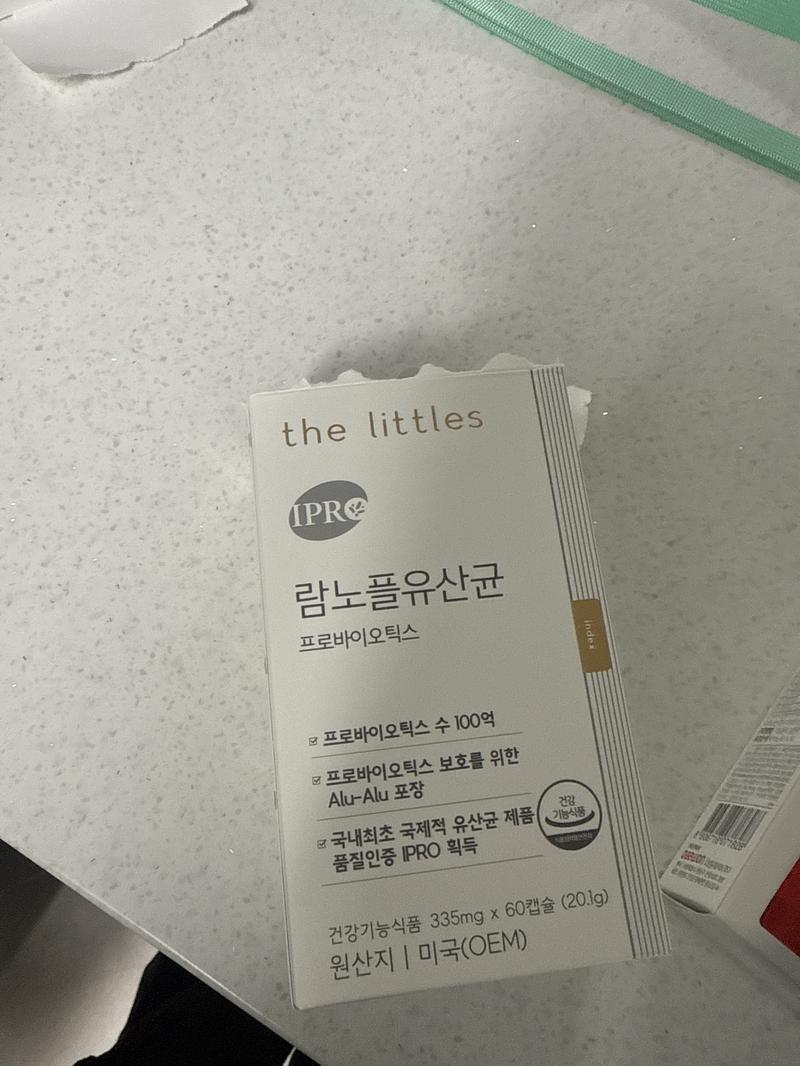 the littles
IPRO
람노플유산균
프로바이오틱스
index
프로바이오틱스 수 100억
프로바이오틱스 보호를 위한
Alu-Alu 포장
국내최초 국제적 유산균 제품
품질인증 IPRO 획득
건강
기능식품
건강기능식품 335mg x 60캡슐 (20.1g)
원산지 | 미국(OEM)